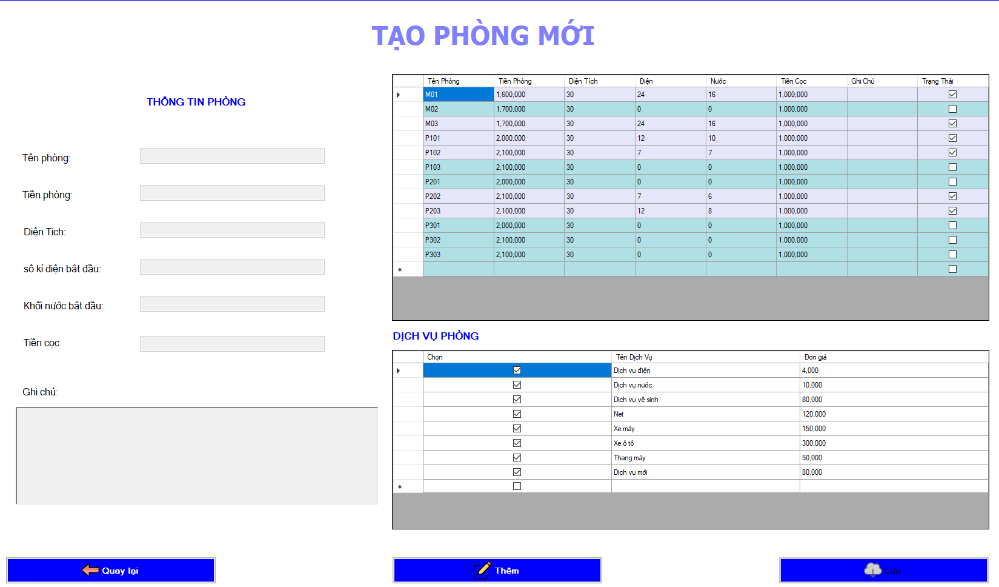 TẠO PHÒNG MỚI
THÔNG TIN PHÒNG
Tên phòng:
Tiền phòng:
Diện Tich:
số kí điện bắt đầu:
Khối nước bắt đầu:
Tiền cọc
Ghi chú:
Tên Phòng Tiền Phòng Diện Tích Điện Nước Tiền Cọc Ghi Chú Trạng Thái
M01 1,600,000 30 24 16 1,000,000
M02 1,700,000 30 0 0 1,000,000
M03 1,700,000 30 24 16 1,000,000
P101 2,000,000 30 12 10 1,000,000
P102 2,100,000 30 7 7 1,000,000
P103 2,100,000 30 0 0 1,000,000
P201 2,000,000 30 0 0 1,000,000
P202 2,100,000 30 7 6 1,000,000
P203 2,100,000 30 12 8 1,000,000
P301 2,000,000 30 0 0 1,000,000
P302 2,100,000 30 0 0 1,000,000
P303 2,100,000 30 0 0 1,000,000
DỊCH VỤ PHÒNG
Chọn Tên Dịch Vụ Đơn giá
Dịch vụ điện 4,000
Dịch vụ nước 10,000
Dịch vụ vệ sinh 80,000
Net 120,000
Xe máy 150,000
Xe ô tô 300,000
Thang máy 50,000
Dịch vụ mới 80,000
Quay lại Thêm Lưu